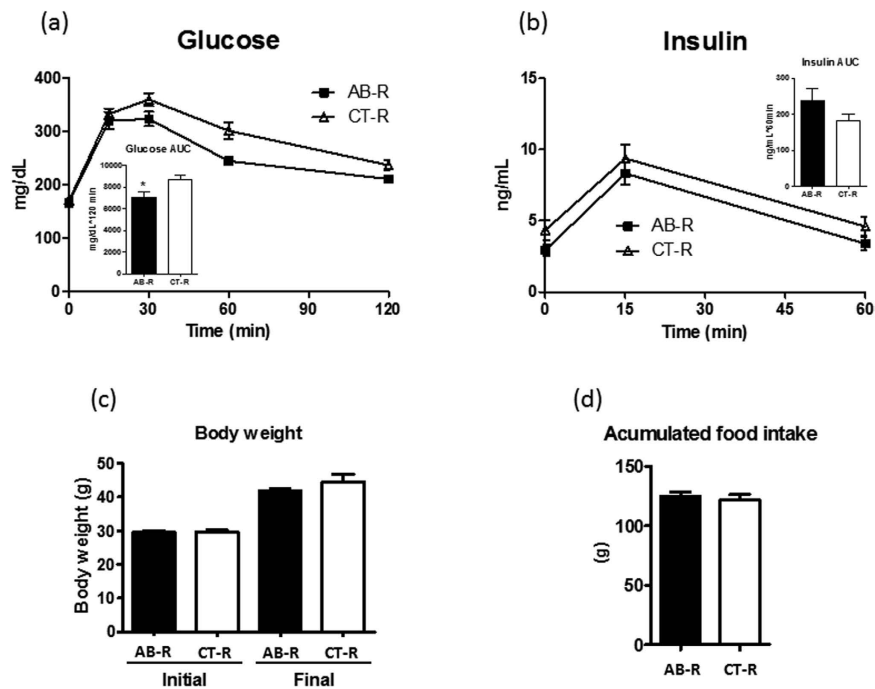 (a)
Glucose
400
300
200
100
0
mg/dL
AB-R
CT-R
Glucose AUC
10000
8000
6000
4000
2000
0
mg/dL*120 min
*
AB-R
CT-R
0
30
60
90
120
Time (min)
(b)
Insulin
15
10
5
0
ng/mL
AB-R
CT-R
Insulin AUC
300
200
100
0
ng/mL*60min
AB-R
CT-R
0
15
30
45
60
Time (min)
(c)
Body weight
50
40
30
20
10
0
Body weight (g)
AB-R
CT-R
AB-R
CT-R
Initial
Final
(d)
Acumulated food intake
150
100
50
0
(g)
AB-R
CT-R